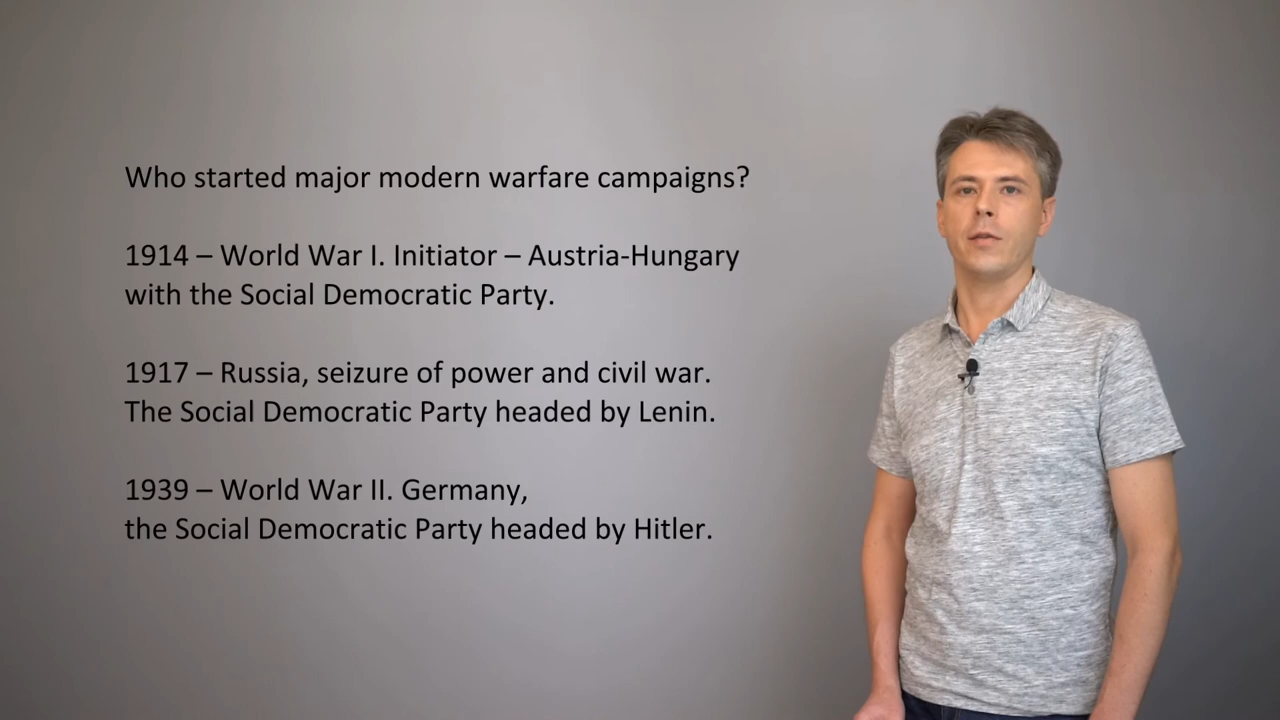 Who started major modern warfare campaigns?
1914 – World War I. Initiator – Austria-Hungary
with the Social Democratic Party.
1917 – Russia, seizure of power and civil war.
The Social Democratic Party headed by Lenin.
1939 – World War II. Germany,
the Social Democratic Party headed by Hitler.